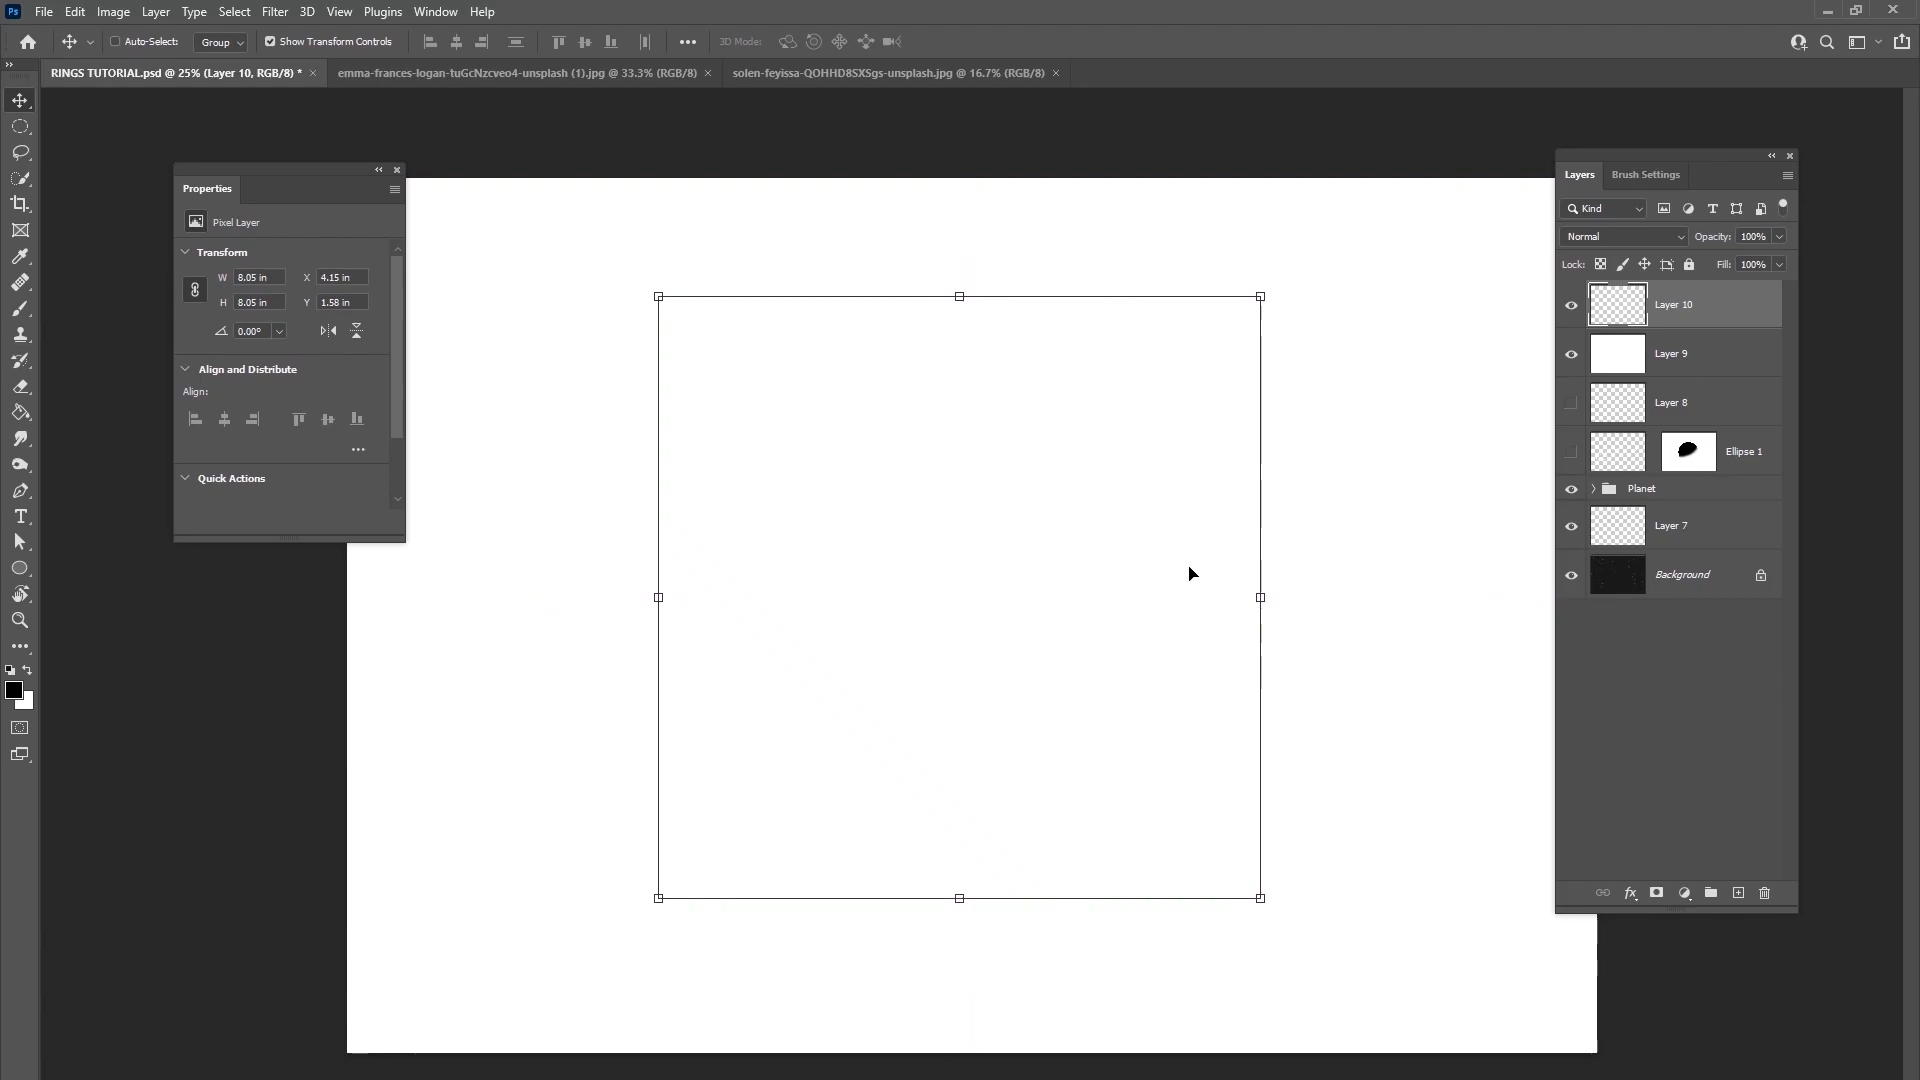 Ps File Edit Image Layer Type Select Filter 3D View Plugins Window Help
Auto-Select: Group Show Transform Controls 3D Mode:
RINGS TUTORIAL.psd @ 25% (Layer 10, RGB/8) * emma-frances-logan-tuGcNzcveo4-unsplash (1).jpg @ 33.3% (RGB/8) solen-feyissa-QOHHD8SXSgs-unsplash.jpg @ 16.7% (RGB/8)
Properties
Pixel Layer
Transform
W 8.05 in X 4.15 in
H 8.05 in Y 1.58 in
0.00°
Align and Distribute
Align:
Quick Actions
Layers Brush Settings
Kind
Normal Opacity: 100%
Lock: Fill: 100%
Layer 10
Layer 9
Layer 8
Ellipse 1
Planet
Layer 7
Background